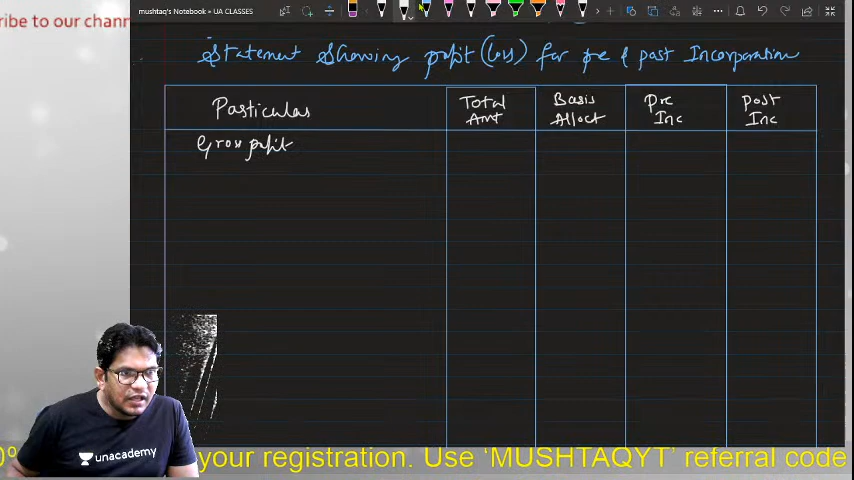 ribe to our chann
mushtaq's Notebook » UA CLASSES
Statement Showing profit (loss) for pre & post Incorporation
Particulas
Total Amt
Basis Alloct
Pre Inc
post Inc
Gross profit
unacademy
your registration. Use 'MUSHTAQYT' referral code